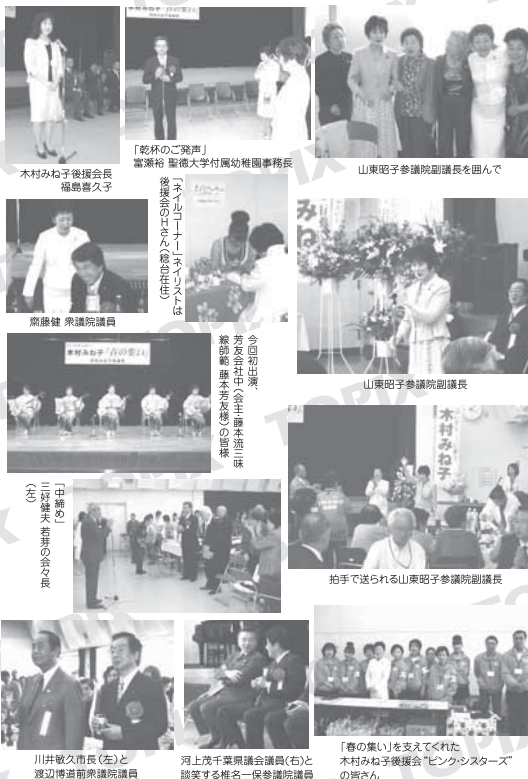 木村みね子「春の集い」
木村みね子後援会長
福島喜久子
「乾杯のご発声」
富瀬裕 聖徳大学付属幼稚園事務長
山東昭子参議院副議長を囲んで
齋藤健 衆議院議員
「ネイルコーナー」ネイリストは
後援会のHさん(稔台在住)
山東昭子参議院副議長
木村みね子「春の集い」
今回初出演、
芳友会社中(会主・藤本流三味
線師範 藤本芳友様)の皆様
木村みね子
拍手で送られる山東昭子参議院副議長
「中締め」
三好健夫 若芽の会々長
(左)
川井敏久市長(左)と
渡辺博道前衆議院議員
河上茂千葉県議会議員(右)と
談笑する椎名一保参議院議員
「春の集い」を支えてくれた
木村みね子後援会“ピンク・シスターズ”
の皆さん
TOPIX